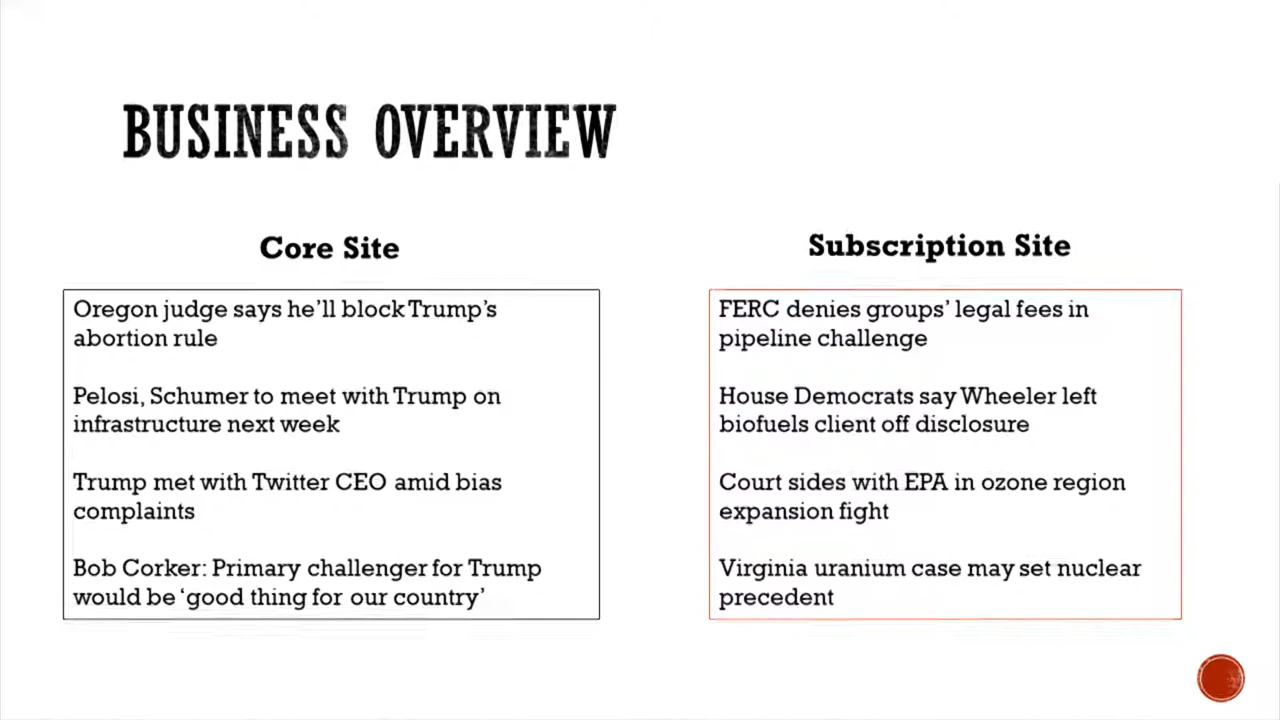 BUSINESS OVERVIEW
Core Site
Oregon judge says he’ll block Trump’s
abortion rule
Pelosi, Schumer to meet with Trump on
infrastructure next week
Trump met with Twitter CEO amid bias
complaints
Bob Corker: Primary challenger for Trump
would be ‘good thing for our country’
Subscription Site
FERC denies groups’ legal fees in
pipeline challenge
House Democrats say Wheeler left
biofuels client off disclosure
Court sides with EPA in ozone region
expansion fight
Virginia uranium case may set nuclear
precedent